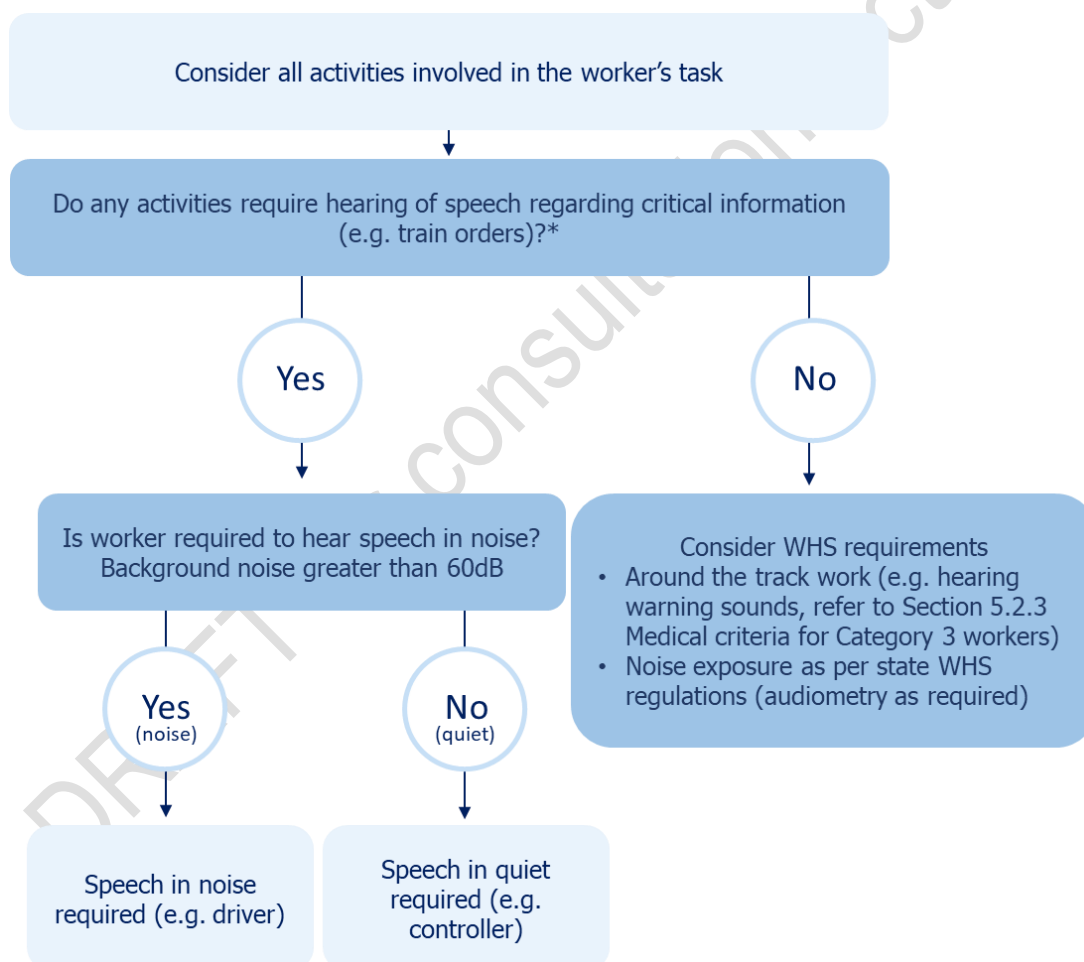 Consider all activities involved in the worker’s task
Do any activities require hearing of speech regarding critical information
(e.g. train orders)?*
Yes
No
Is worker required to hear speech in noise?
Background noise greater than 60dB
Consider WHS requirements
• Around the track work (e.g. hearing
warning sounds, refer to Section 5.2.3
Medical criteria for Category 3 workers)
• Noise exposure as per state WHS
regulations (audiometry as required)
Yes
(noise)
No
(quiet)
Speech in noise
required (e.g. driver)
Speech in quiet
required (e.g.
controller)